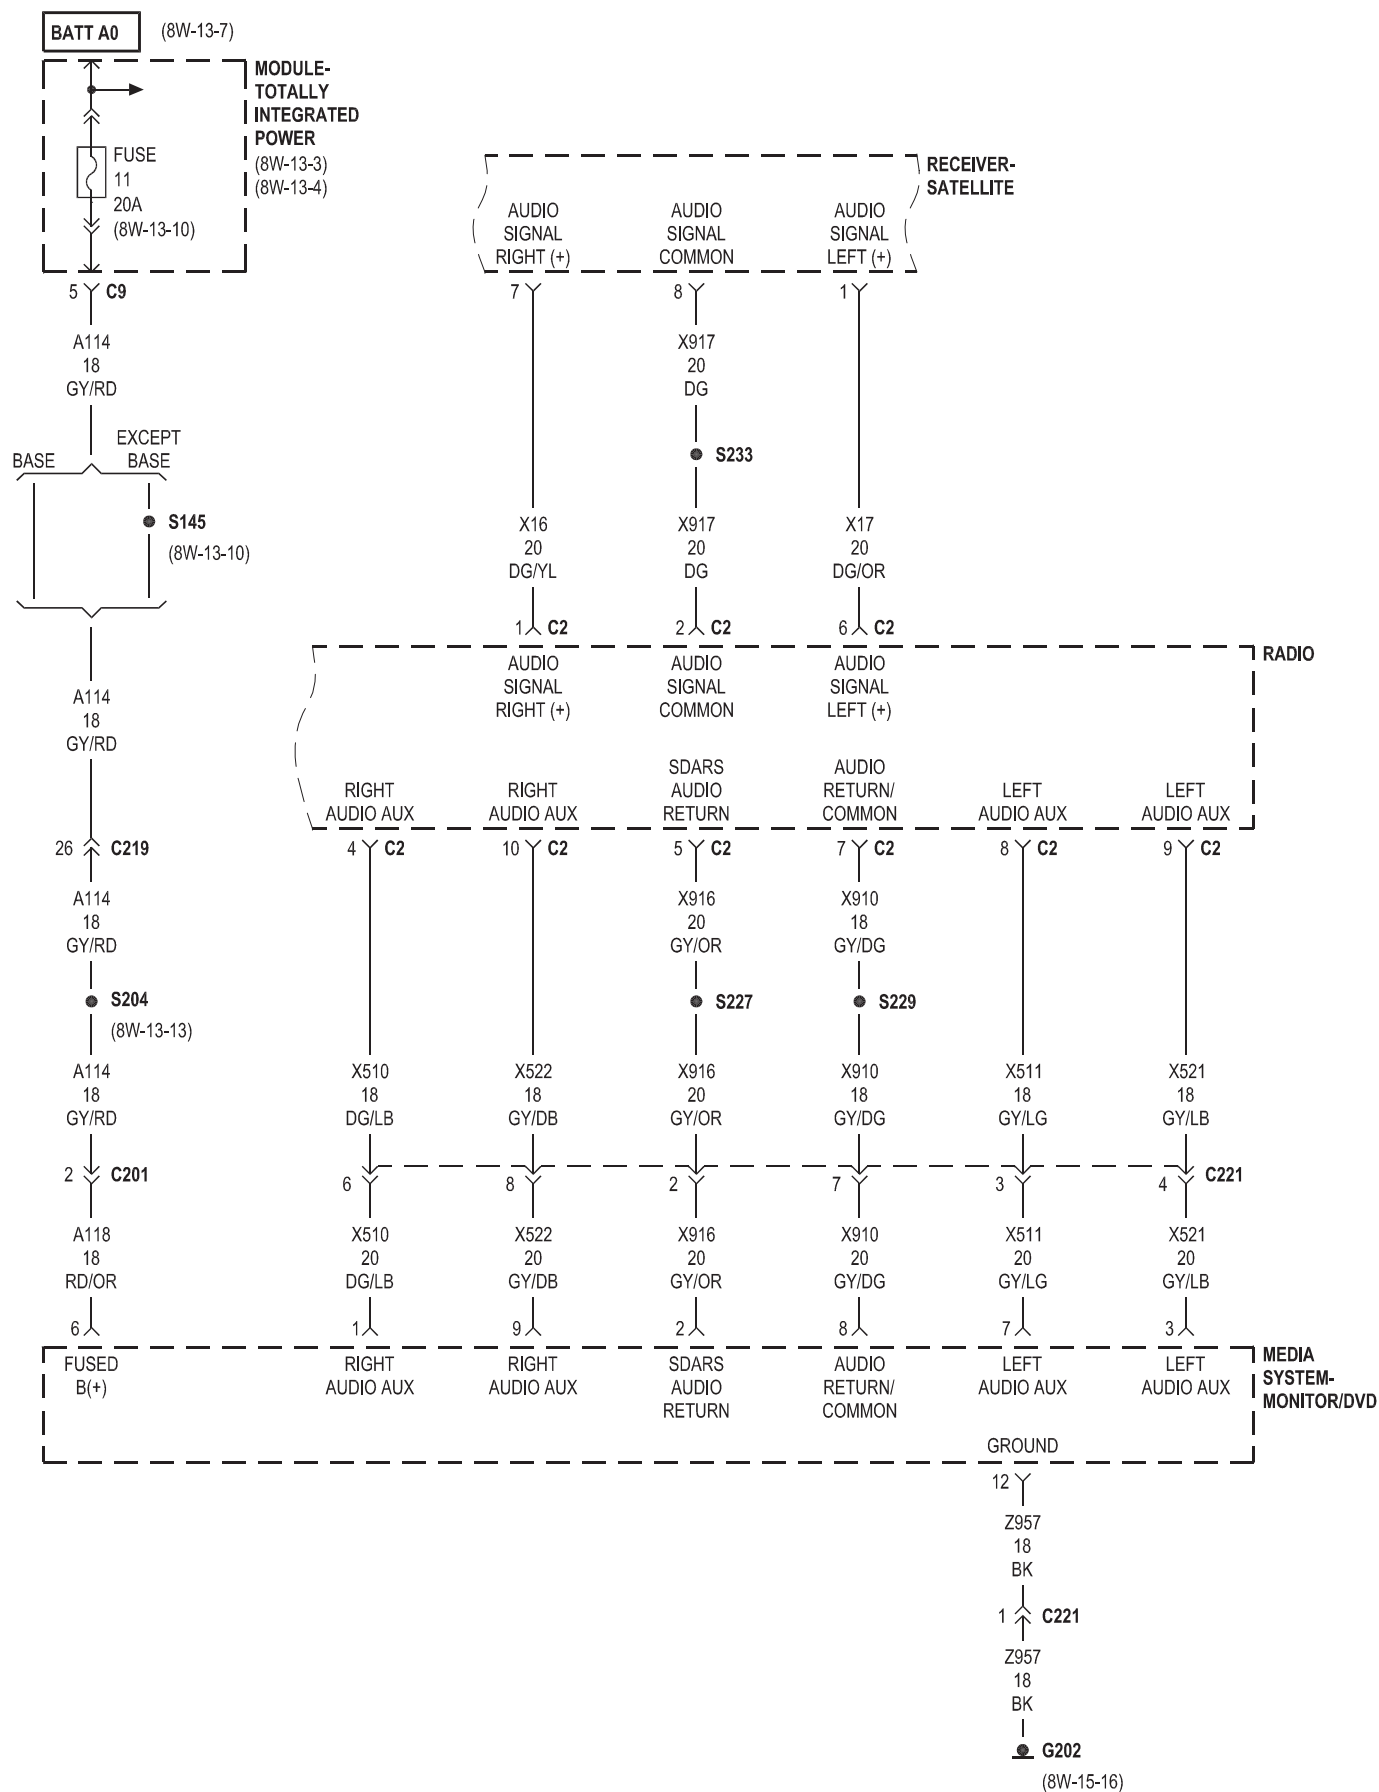 BATT A0 (8W-13-7)
MODULE-
TOTALLY
INTEGRATED
POWER
(8W-13-3)
(8W-13-4)
FUSE
11
20A
(8W-13-10)
5 C9
A114
18
GY/RD
BASE
EXCEPT
BASE
S145
(8W-13-10)
A114
18
GY/RD
26 C219
A114
18
GY/RD
S204
(8W-13-13)
A114
18
GY/RD
2 C201
A118
18
RD/OR
6
RECEIVER-
SATELLITE
AUDIO
SIGNAL
RIGHT (+)
AUDIO
SIGNAL
COMMON
AUDIO
SIGNAL
LEFT (+)
7 8 1
X917
20
DG
S233
X16
20
DG/YL
X917
20
DG
X17
20
DG/OR
1 C2 2 C2 6 C2
RADIO
AUDIO
SIGNAL
RIGHT (+)
AUDIO
SIGNAL
COMMON
AUDIO
SIGNAL
LEFT (+)
RIGHT
AUDIO AUX
RIGHT
AUDIO AUX
SDARS
AUDIO
RETURN
AUDIO
RETURN/
COMMON
LEFT
AUDIO AUX
LEFT
AUDIO AUX
4 C2 10 C2 5 C2 7 C2 8 C2 9 C2
X916
20
GY/OR
X910
18
GY/DG
S227 S229
X510
18
DG/LB
X522
18
GY/DB
X916
20
GY/OR
X910
18
GY/DG
X511
18
GY/LG
X521
18
GY/LB
6 8 2 7 3 4 C221
X510
20
DG/LB
X522
20
GY/DB
X916
20
GY/OR
X910
20
GY/DG
X511
20
GY/LG
X521
20
GY/LB
1 9 2 8 7 3
MEDIA
SYSTEM-
MONITOR/DVD
FUSED
B(+)
RIGHT
AUDIO AUX
RIGHT
AUDIO AUX
SDARS
AUDIO
RETURN
AUDIO
RETURN/
COMMON
LEFT
AUDIO AUX
LEFT
AUDIO AUX
GROUND
12
Z957
18
BK
1 C221
Z957
18
BK
G202
(8W-15-16)